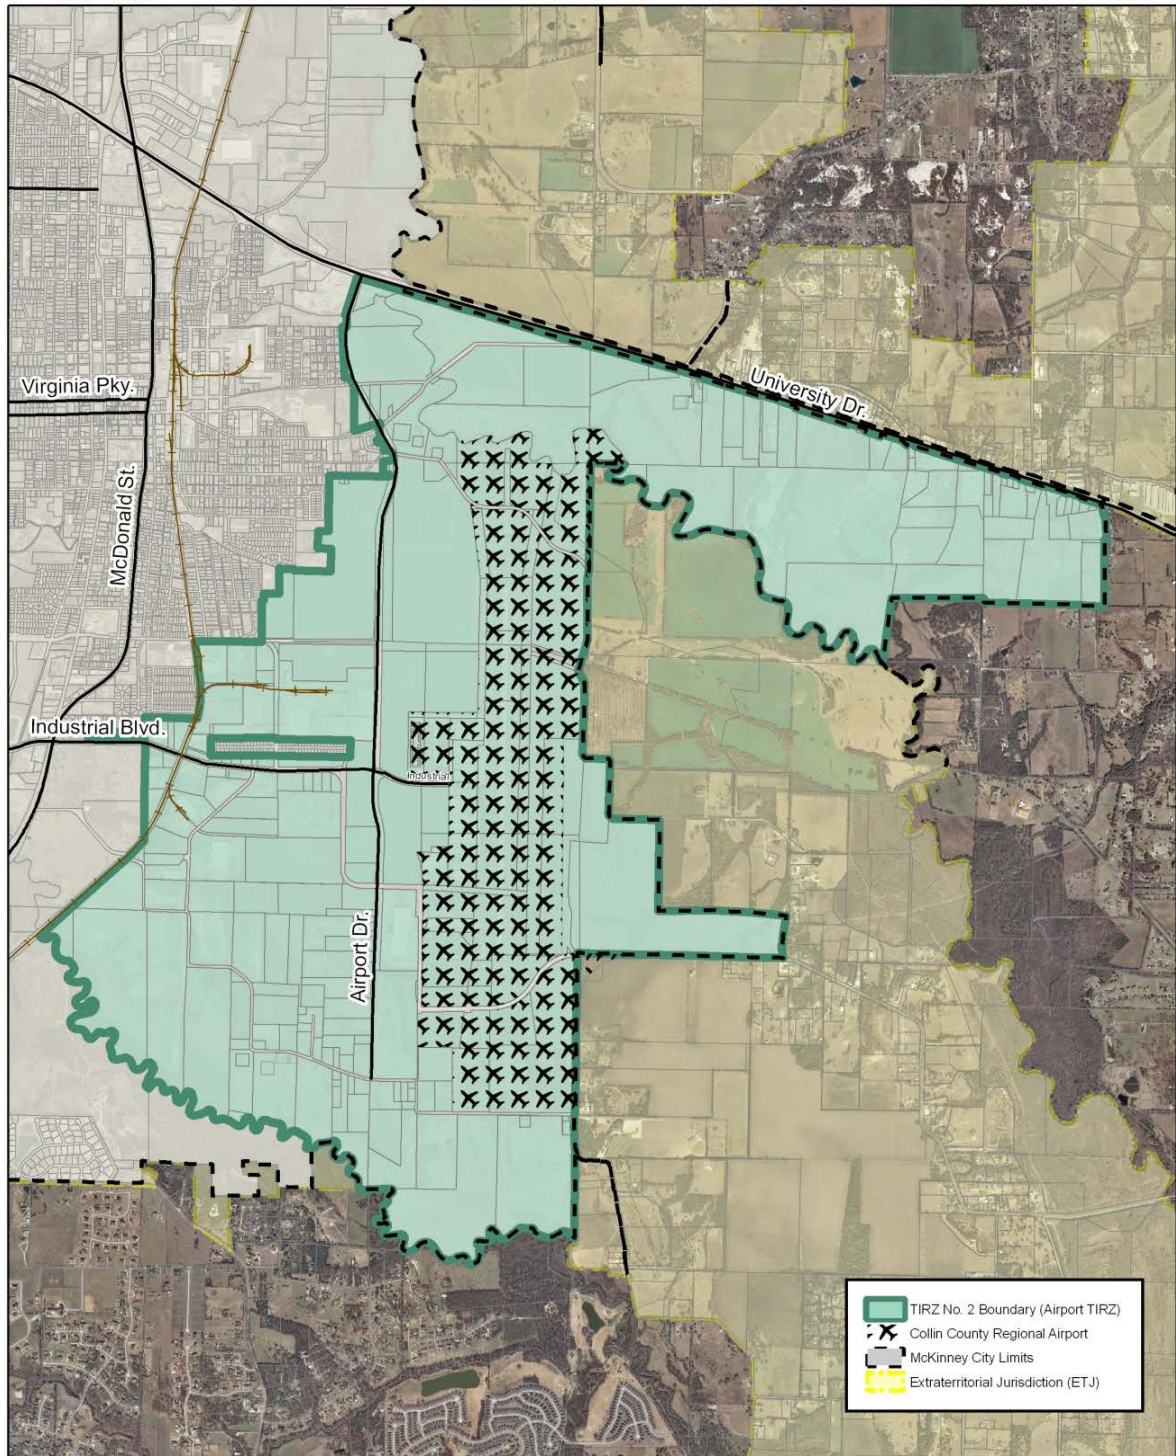 University Dr.
Virginia Pky.
McDonald St.
Industrial Blvd.
Industrial
Airport Dr.
TIRZ No. 2 Boundary (Airport TIRZ)
Collin County Regional Airport
McKinney City Limits
Extraterritorial Jurisdiction (ETJ)